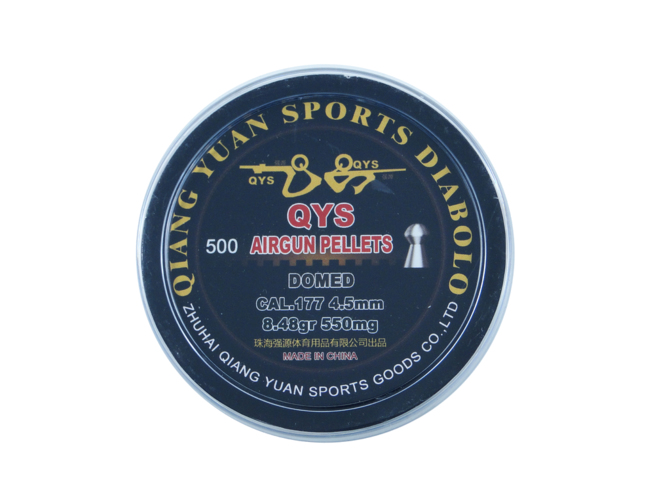 QIANG YUAN SPORTS DIABOLO
QYS
QYS
QYS
500
AIRGUN PELLETS
DOMED
CAL.177 4.5mm
8.48gr 550mg
珠海强源体育用品有限公司出品
MADE IN CHINA
ZHUHAI QIANG YUAN SPORTS GOODS CO.,LTD